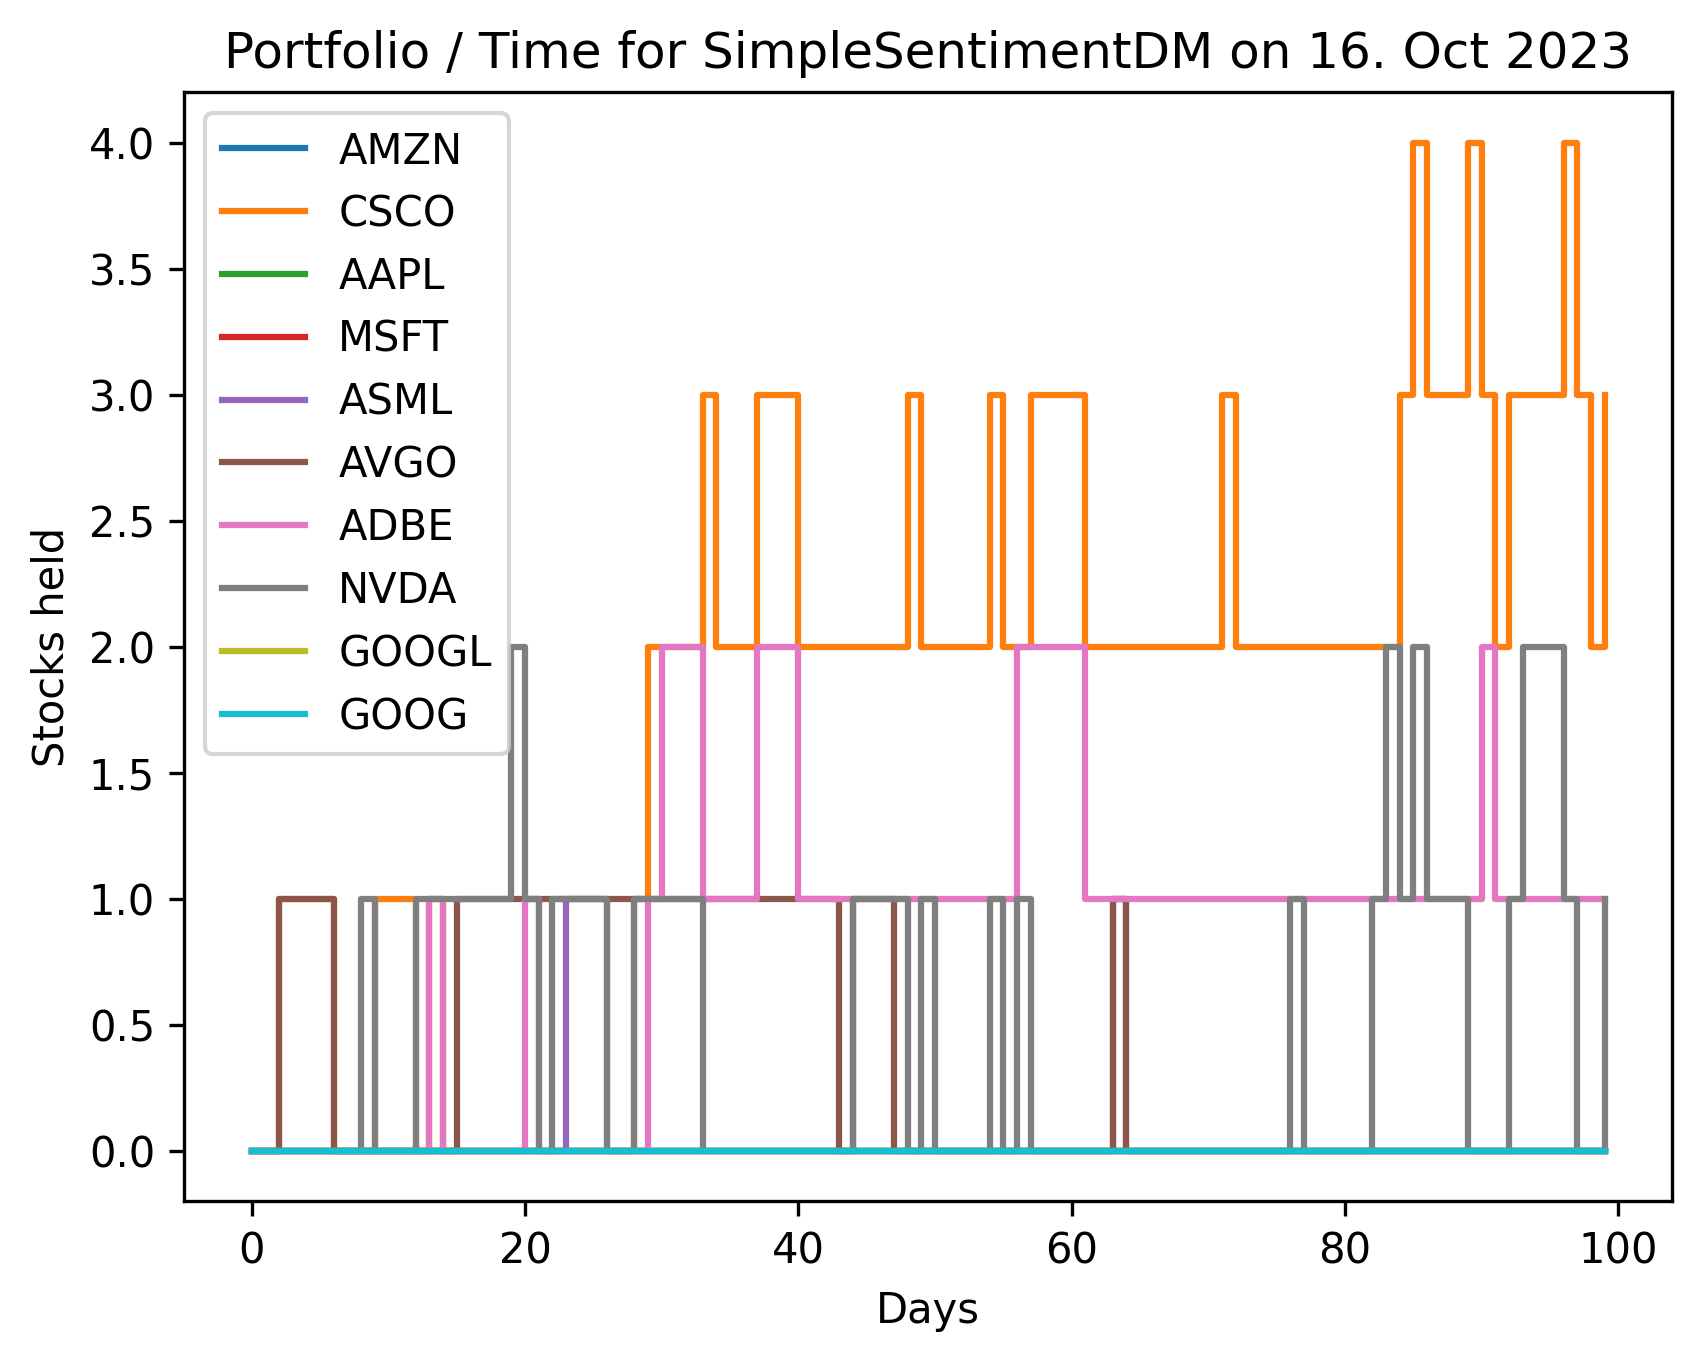 Portfolio / Time for SimpleSentimentDM on 16. Oct 2023
AMZN
CSCO
AAPL
MSFT
ASML
AVGO
ADBE
NVDA
GOOGL
GOOG
4.0
3.5
3.0
2.5
2.0
1.5
1.0
0.5
0.0
Stocks held
0 20 40 60 80 100
Days